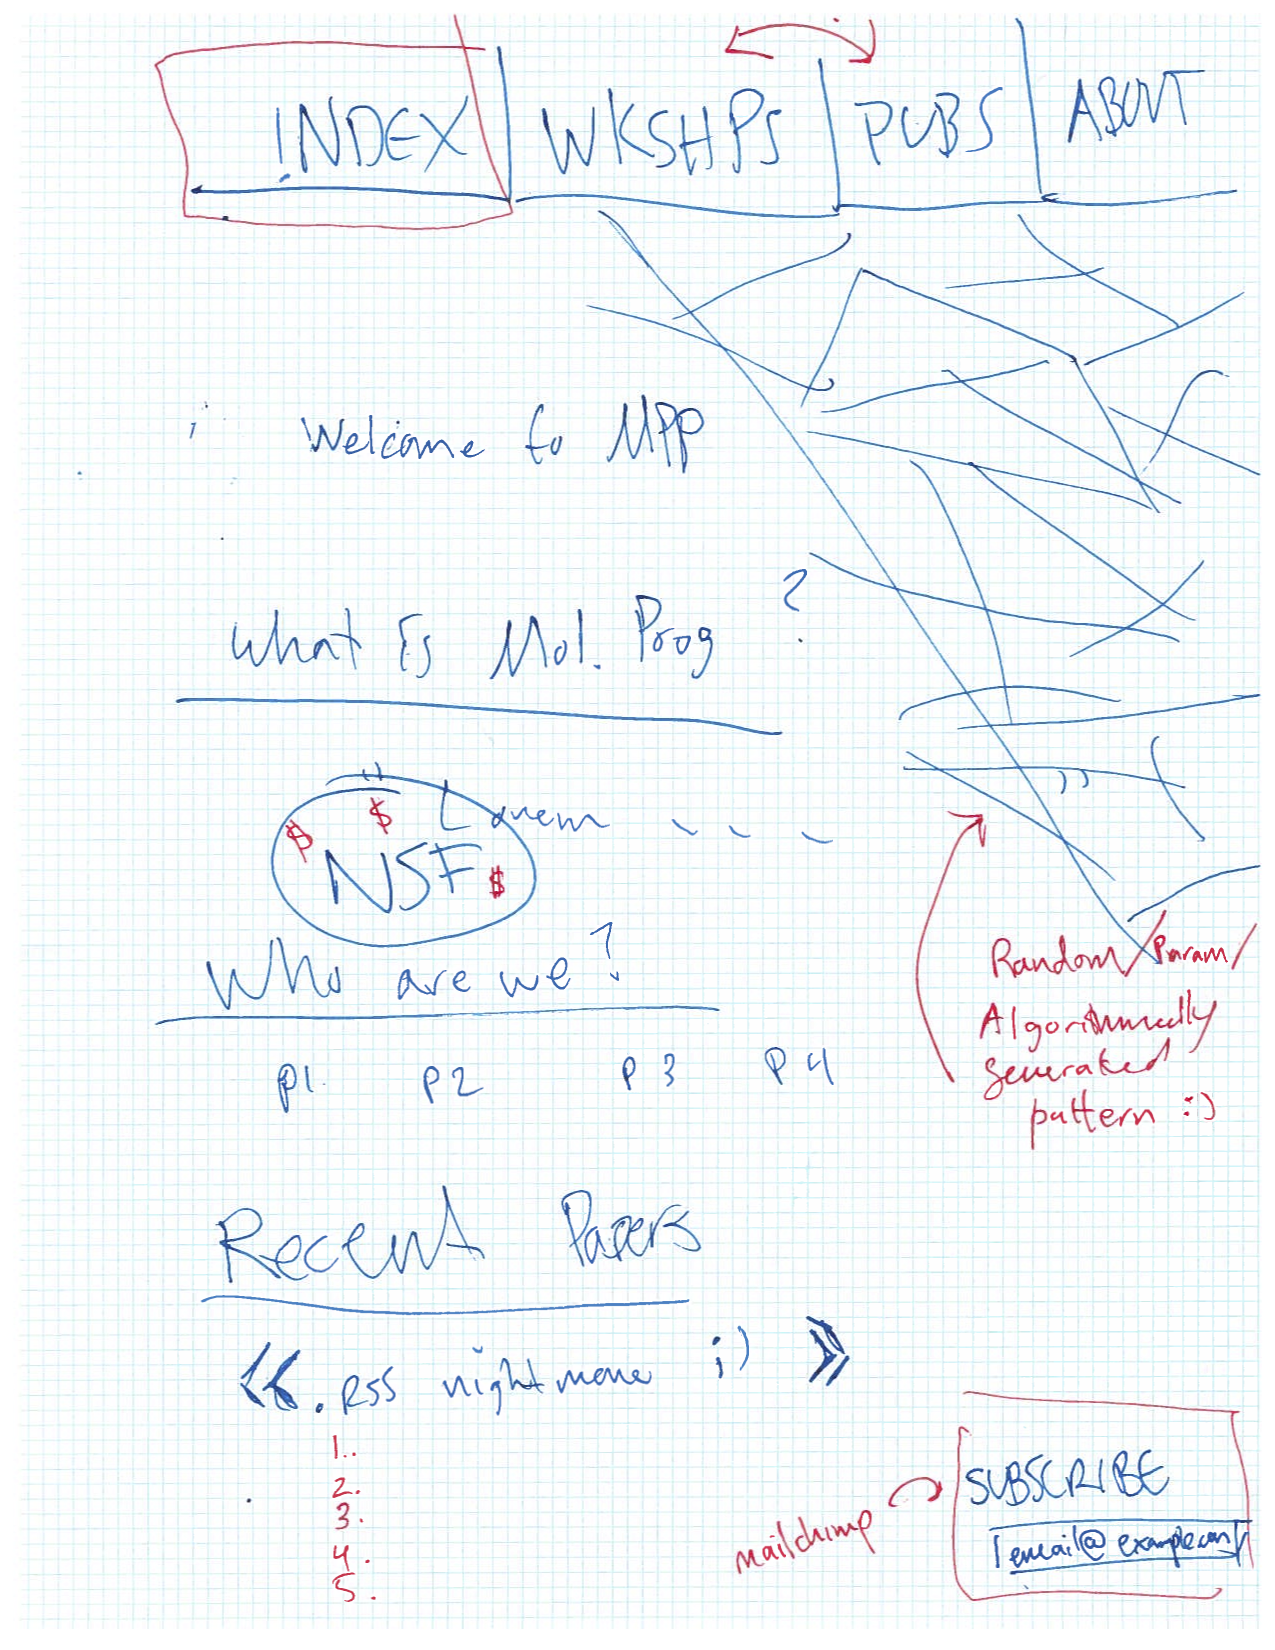 INDEX | WKSHPS | PUBS | ABOUT
Welcome to MPP
What is Mol. Prog ?
Lorem - - -
$ $ NSF $
Who are we?
P1 P2 P3 P4
Random/Param/
Algorithmically
generated
pattern :)
Recent Papers
<< . RSS nightmare ;) >>
1.
2.
3.
4.
5.
mailchimp
SUBSCRIBE
email@example.com